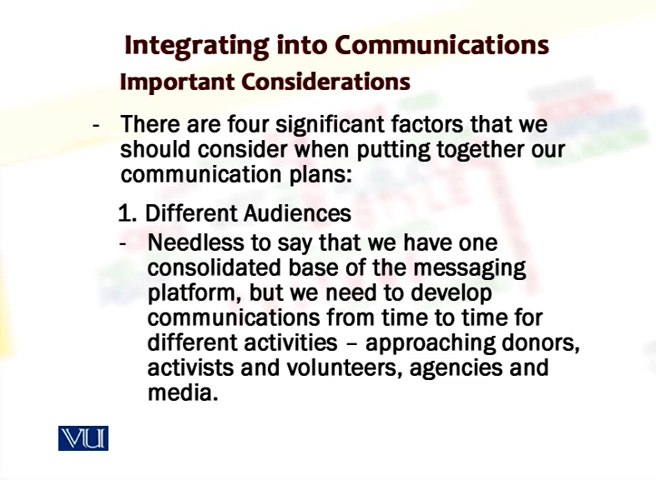 Integrating into Communications
Important Considerations
- There are four significant factors that we
should consider when putting together our
communication plans:
1. Different Audiences
- Needless to say that we have one
consolidated base of the messaging
platform, but we need to develop
communications from time to time for
different activities – approaching donors,
activists and volunteers, agencies and
media.
VU